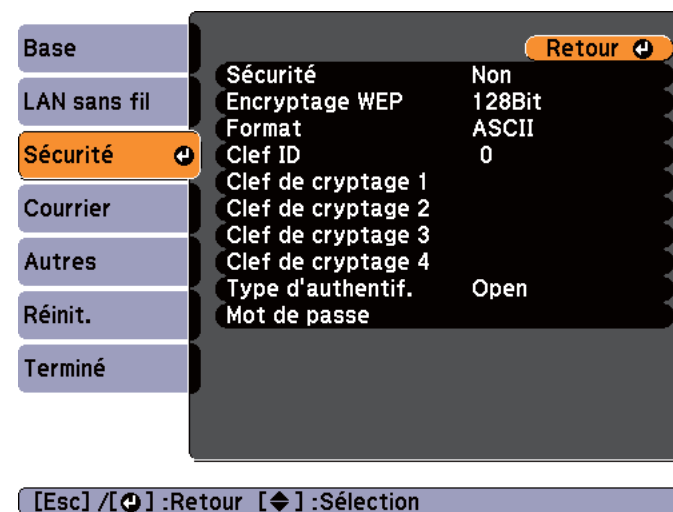 Base
LAN sans fil
Sécurité
Courrier
Autres
Réinit.
Terminé
Retour
Sécurité Non
Encryptage WEP 128Bit
Format ASCII
Clef ID 0
Clef de cryptage 1
Clef de cryptage 2
Clef de cryptage 3
Clef de cryptage 4
Type d'authentif. Open
Mot de passe
[Esc] /[⏎] :Retour [◆] :Sélection